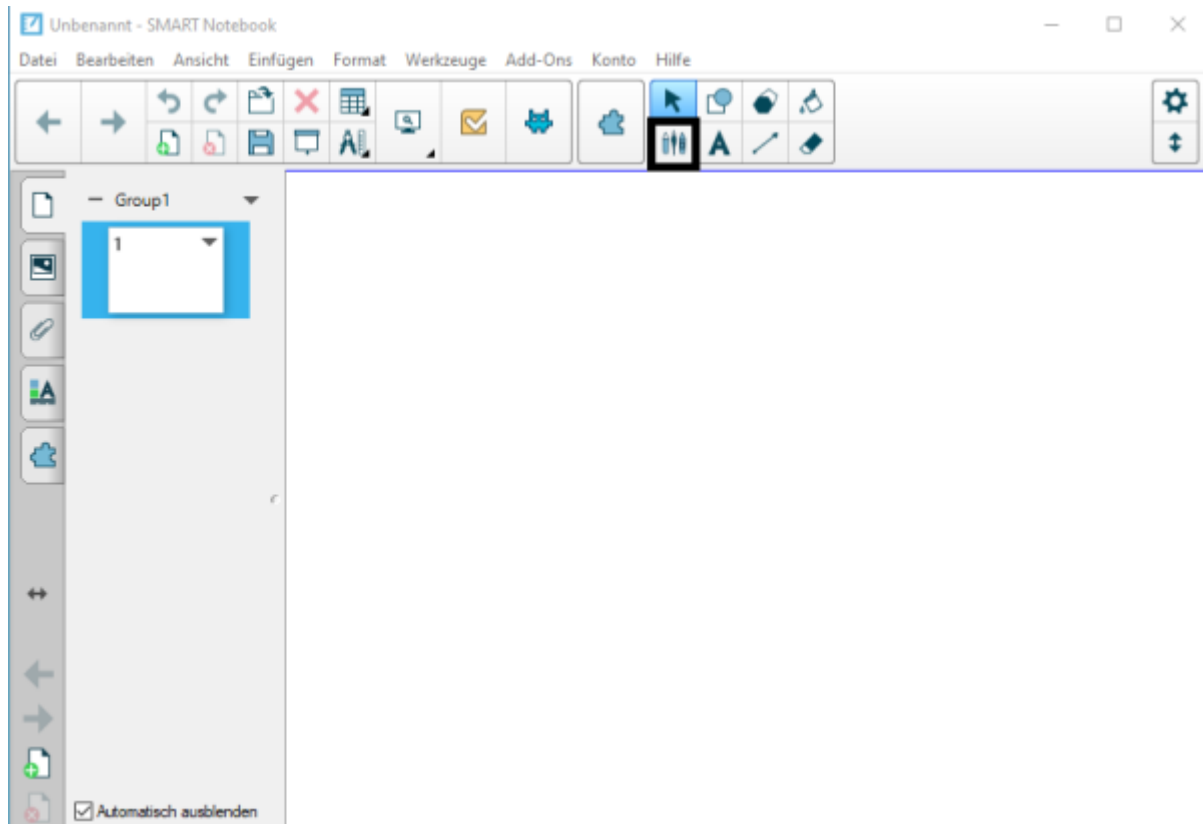 Unbenannt - SMART Notebook
Datei Bearbeiten Ansicht Einfügen Format Werkzeuge Add-Ons Konto Hilfe
Group1
1
Automatisch ausblenden